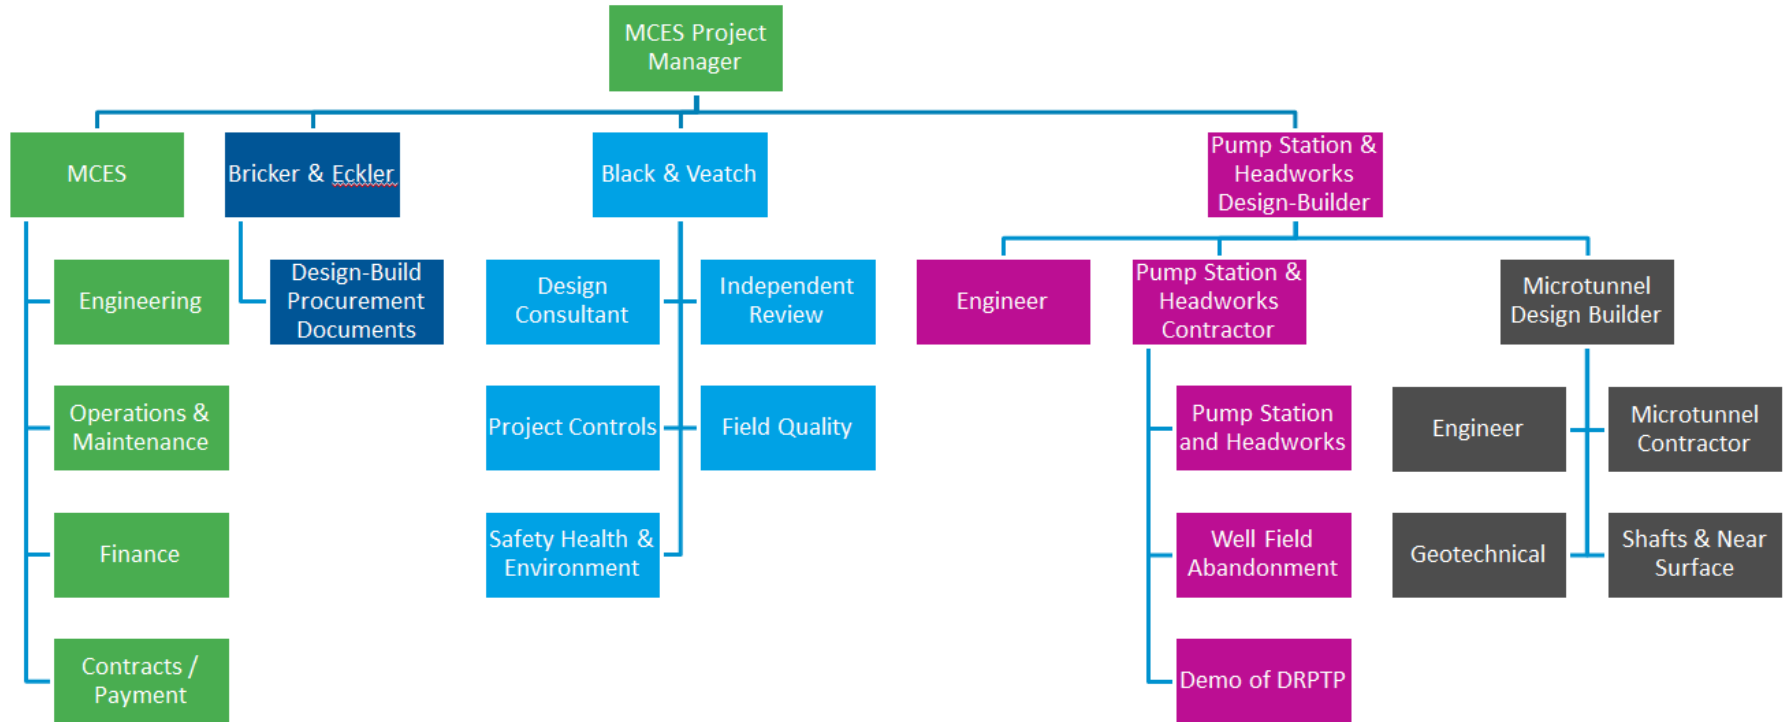 MCES Project
Manager
MCES
Bricker & Eckler
Black & Veatch
Pump Station &
Headworks
Design-Builder
Engineering
Design-Build
Procurement
Documents
Design
Consultant
Independent
Review
Engineer
Pump Station &
Headworks
Contractor
Microtunnel
Design Builder
Operations &
Maintenance
Project Controls
Field Quality
Pump Station
and Headworks
Engineer
Microtunnel
Contractor
Finance
Safety Health &
Environment
Well Field
Abandonment
Geotechnical
Shafts & Near
Surface
Contracts /
Payment
Demo of DRPTP